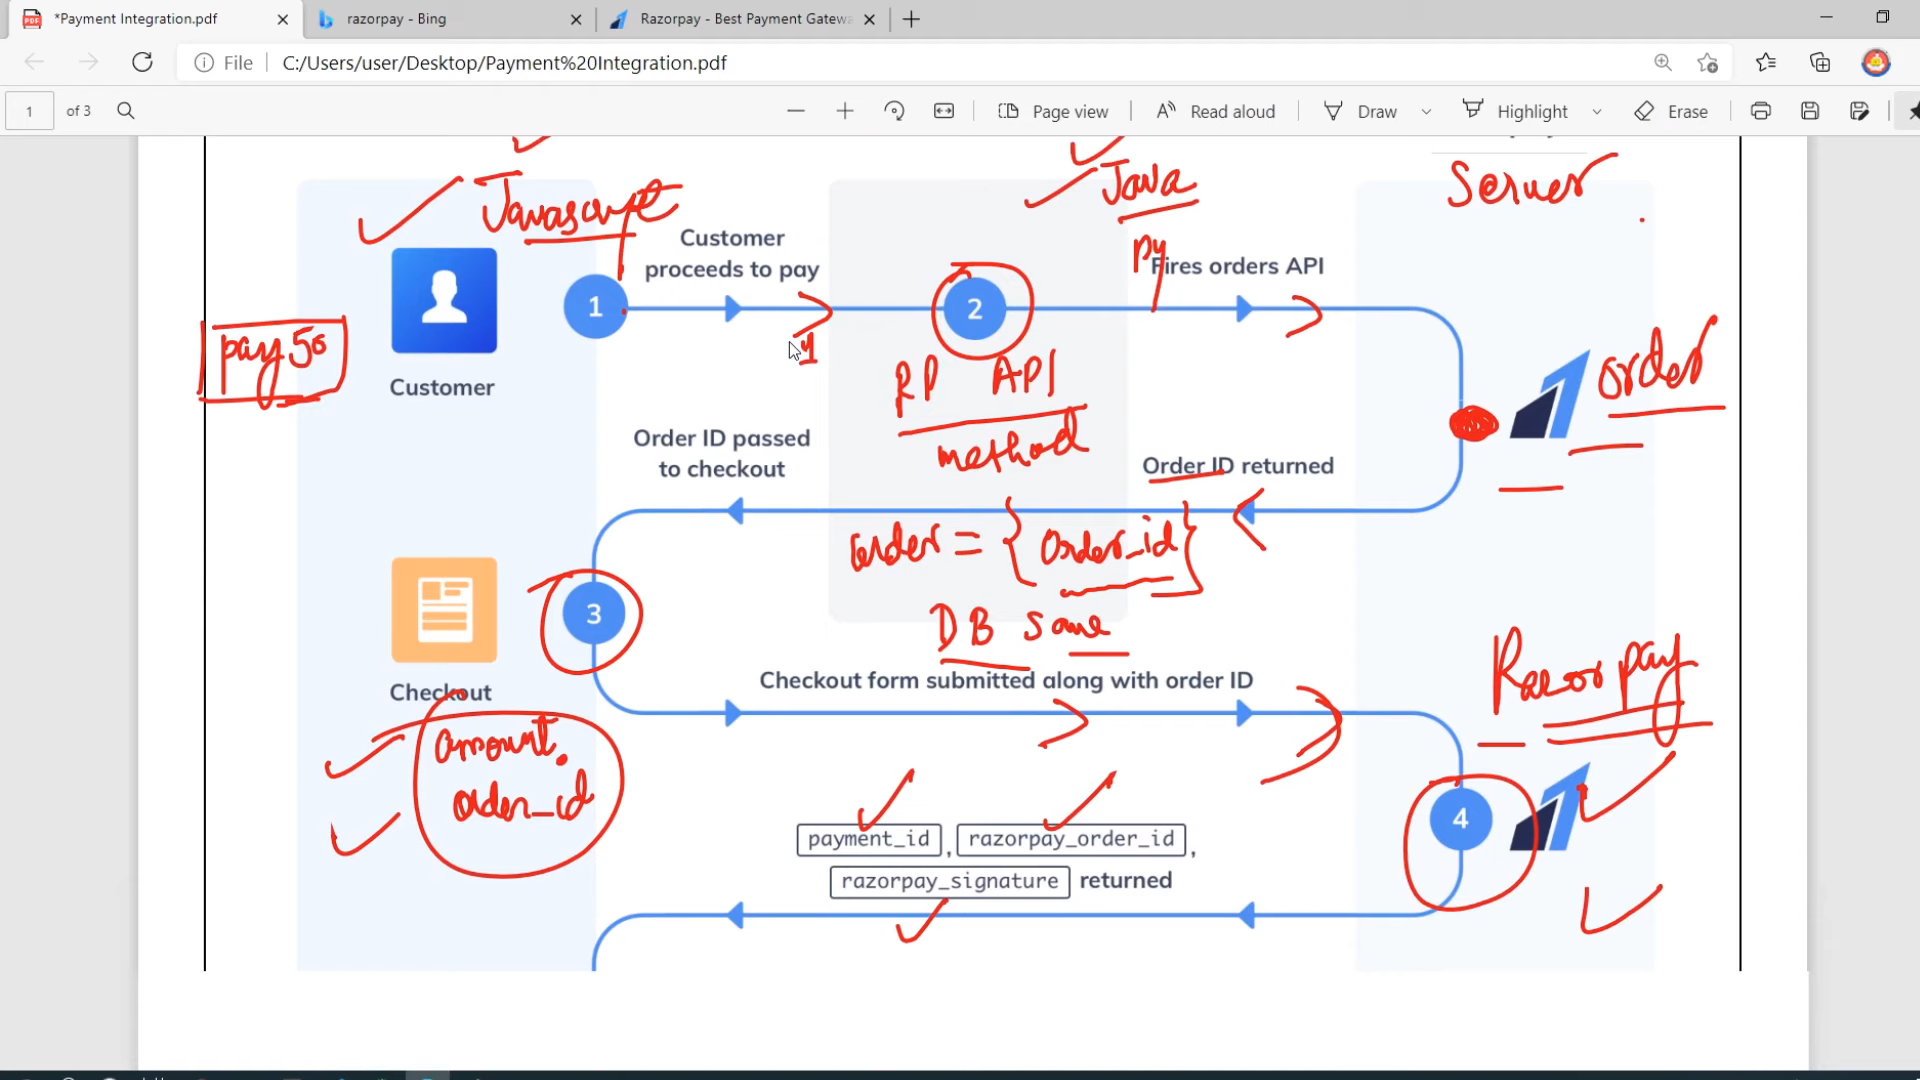 *Payment Integration.pdf
razorpay - Bing
Razorpay - Best Payment Gatewa
File
C:/Users/user/Desktop/Payment%20Integration.pdf
1 of 3
Page view
Read aloud
Draw
Highlight
Erase
Javascript
Java
Server
Customer
proceeds to pay
py
Fires orders API
1
2
pay 50
Customer
RP API
method
order
Order ID passed
to checkout
Order ID returned
order = { order_id }
3
DB save
Checkout
Checkout form submitted along with order ID
Razorpay
amount
order_id
4
payment_id , razorpay_order_id ,
razorpay_signature returned